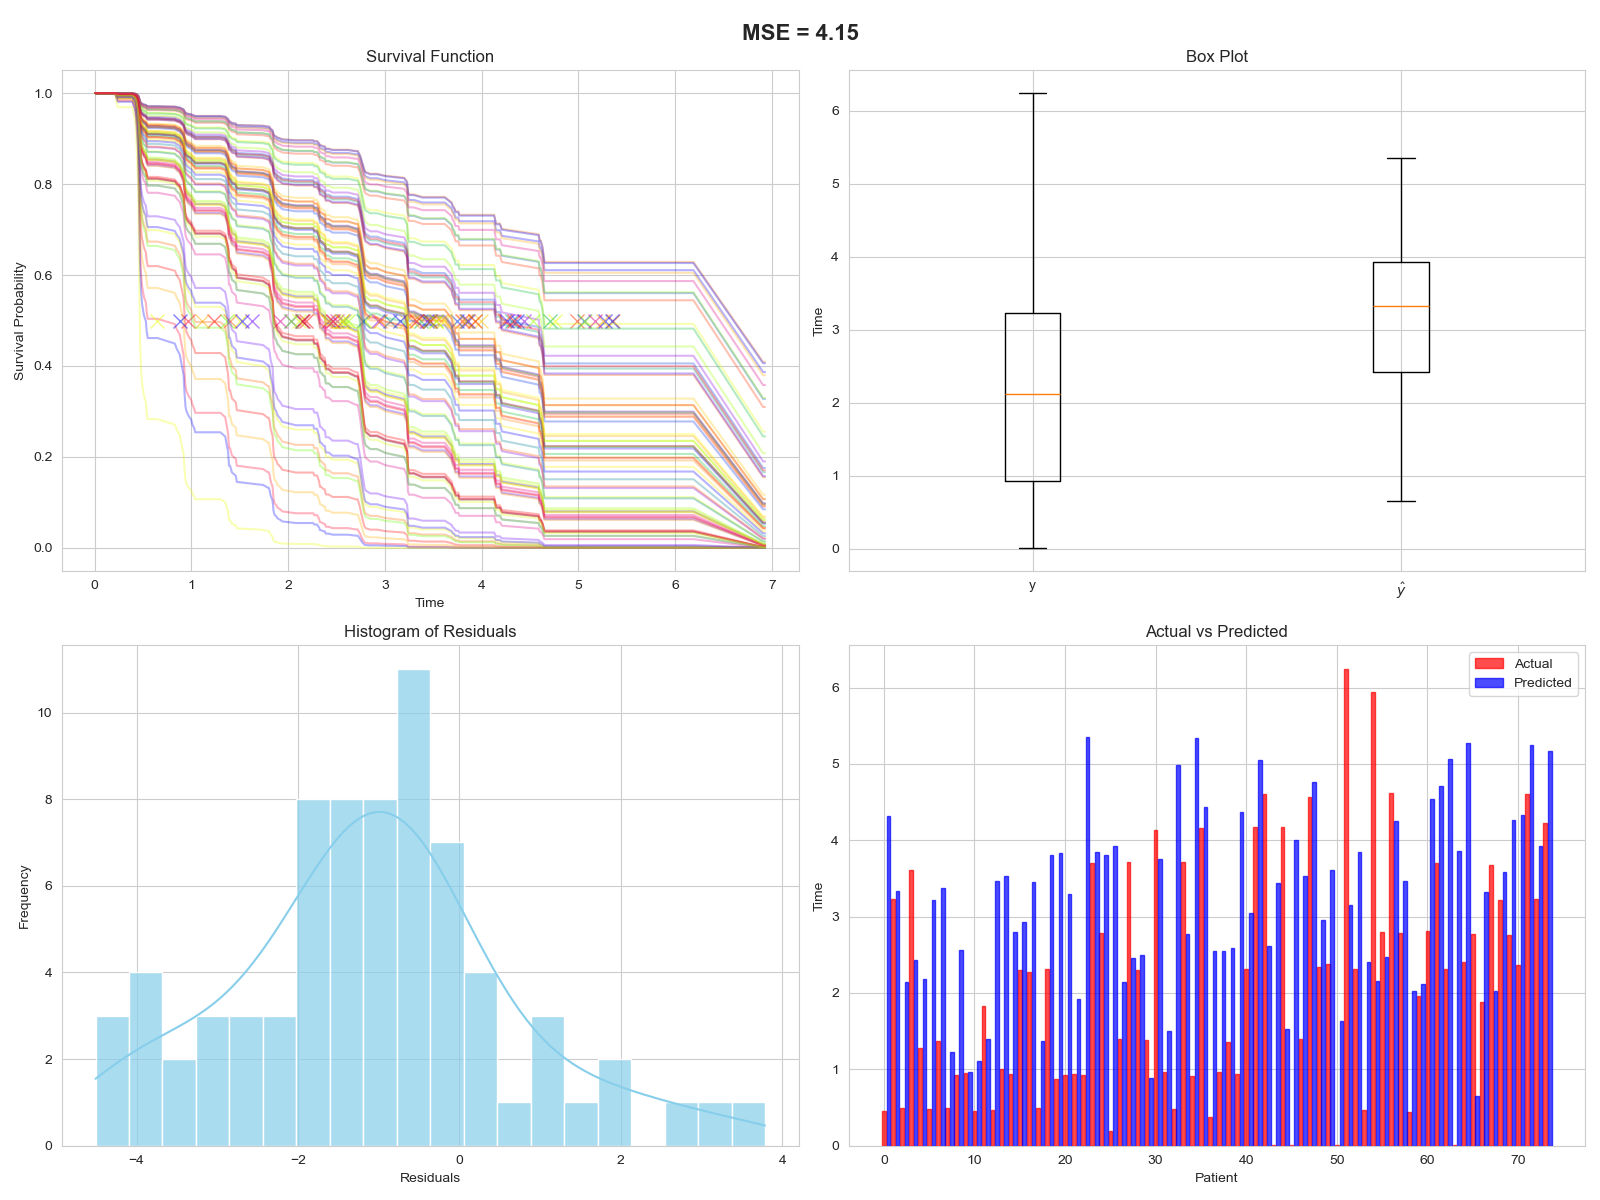 MSE = 4.15
Survival Function
Survival Probability
1.0
0.8
0.6
0.4
0.2
0.0
0 1 2 3 4 5 6 7
Time
Box Plot
Time
6
5
4
3
2
1
0
y ŷ
Histogram of Residuals
Frequency
10
8
6
4
2
0
−4 −2 0 2 4
Residuals
Actual vs Predicted
Actual
Predicted
Time
6
5
4
3
2
1
0
0 10 20 30 40 50 60 70
Patient